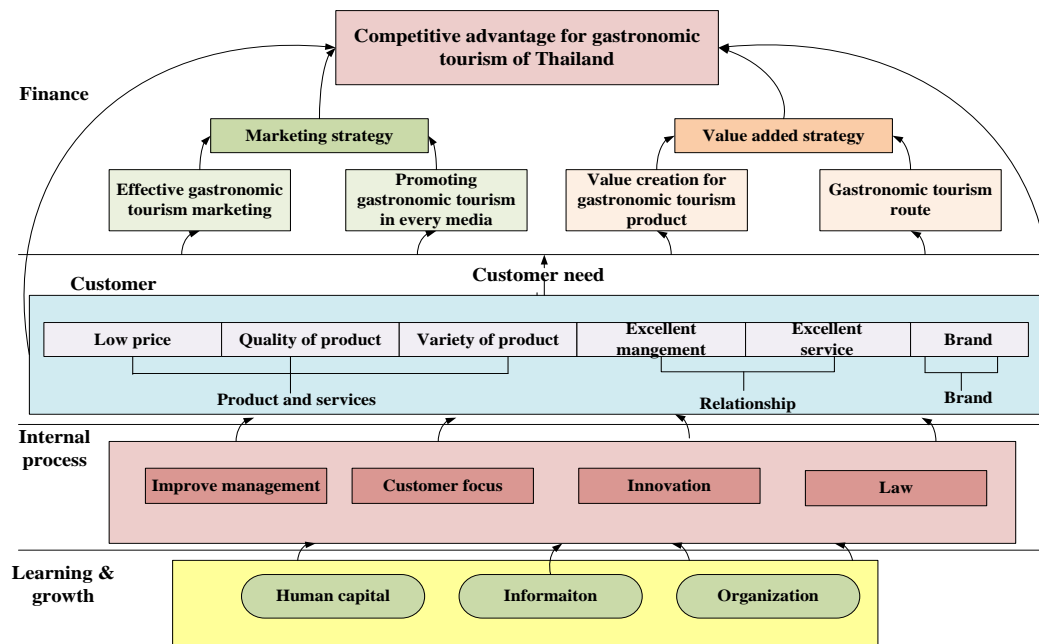 Competitive advantage for gastronomic
tourism of Thailand
Finance
Marketing strategy
Value added strategy
Effective gastronomic
tourism marketing
Promoting
gastronomic tourism
in every media
Value creation for
gastronomic tourism
product
Gastronomic tourism
route
Customer need
Customer
Low price
Quality of product
Variety of product
Excellent
mangement
Excellent
service
Brand
Product and services
Relationship
Brand
Internal
process
Improve management
Customer focus
Innovation
Law
Learning &
growth
Human capital
Informaiton
Organization